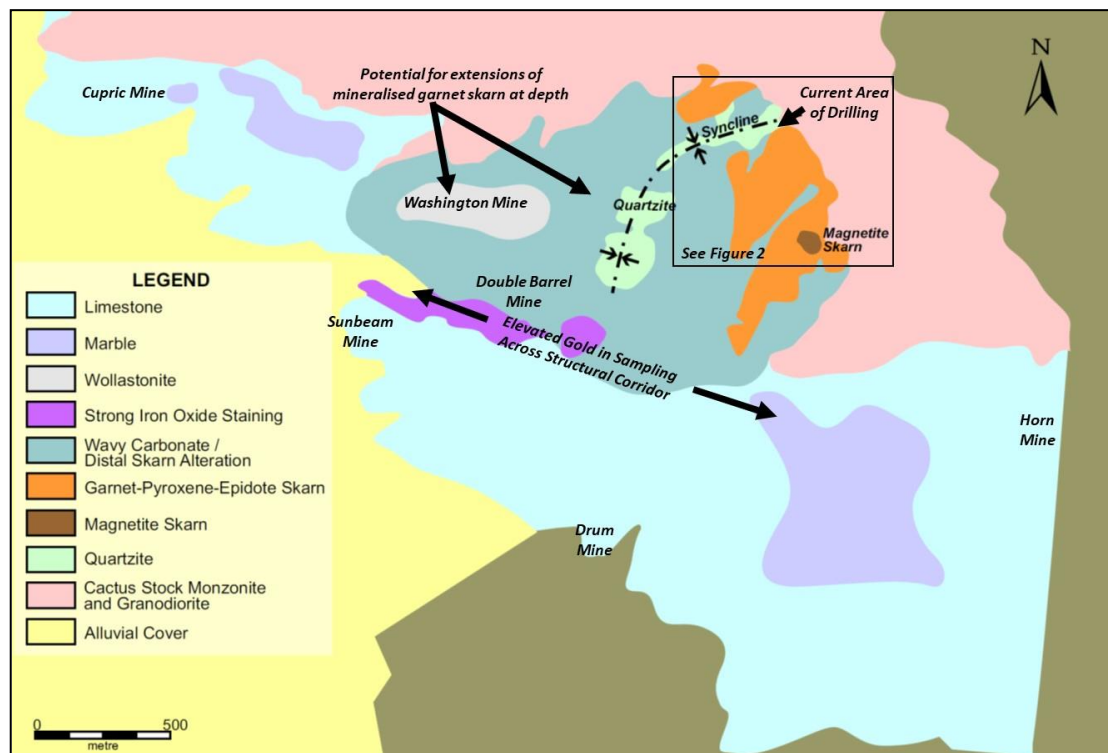 N
Cupric Mine
Potential for extensions of
mineralised garnet skarn at depth
Current Area
of Drilling
Syncline
Washington Mine
Quartzite
Magnetite
Skarn
See Figure 2
Double Barrel
Mine
Sunbeam
Mine
Elevated Gold in Sampling
Across Structural Corridor
Horn
Mine
Drum
Mine
LEGEND
Limestone
Marble
Wollastonite
Strong Iron Oxide Staining
Wavy Carbonate /
Distal Skarn Alteration
Garnet-Pyroxene-Epidote Skarn
Magnetite Skarn
Quartzite
Cactus Stock Monzonite
and Granodiorite
Alluvial Cover
0 500
metre